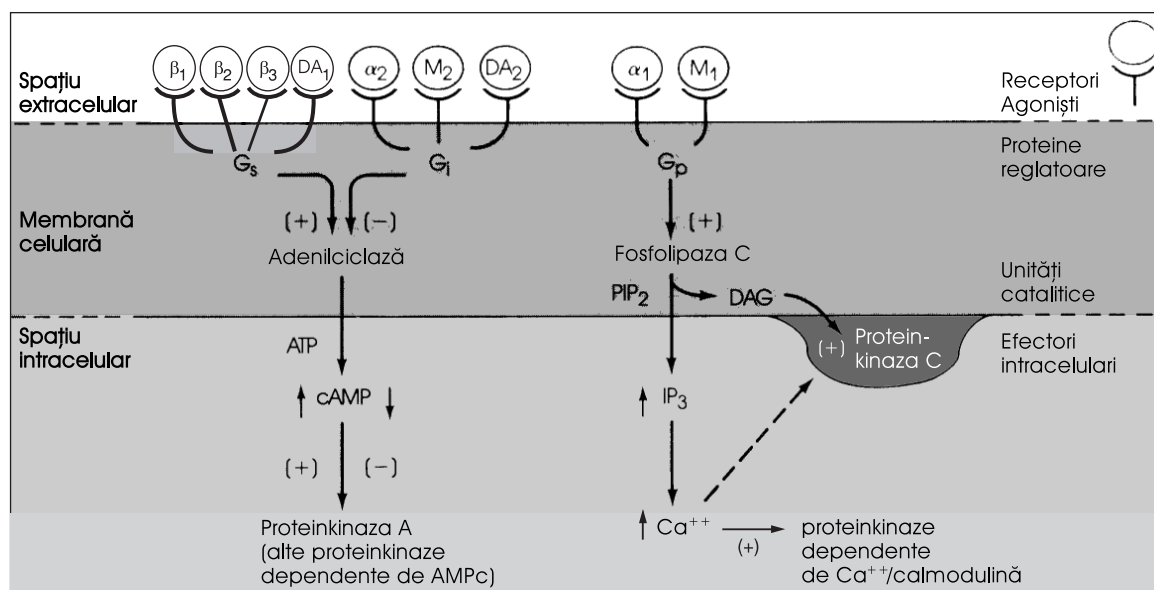 β1 β2 β3 DA1 α2 M2 DA2 α1 M1
Spațiu
extracelular
Receptori
Agoniști
Gs Gi Gp
Proteine
reglatoare
Membrană
celulară
(+) (−) (+)
Adenilciclază
Fosfolipaza C
PIP2 DAG
Unități
catalitice
Spațiu
intracelular
ATP
(+) Protein-
kinaza C
Efectori
intracelulari
↑ cAMP ↓
↑ IP3
(+) (−)
↑ Ca++ → (+)
Proteinkinaza A
(alte proteinkinaze
dependente de AMPc)
proteinkinaze
dependente
de Ca++/calmodulină